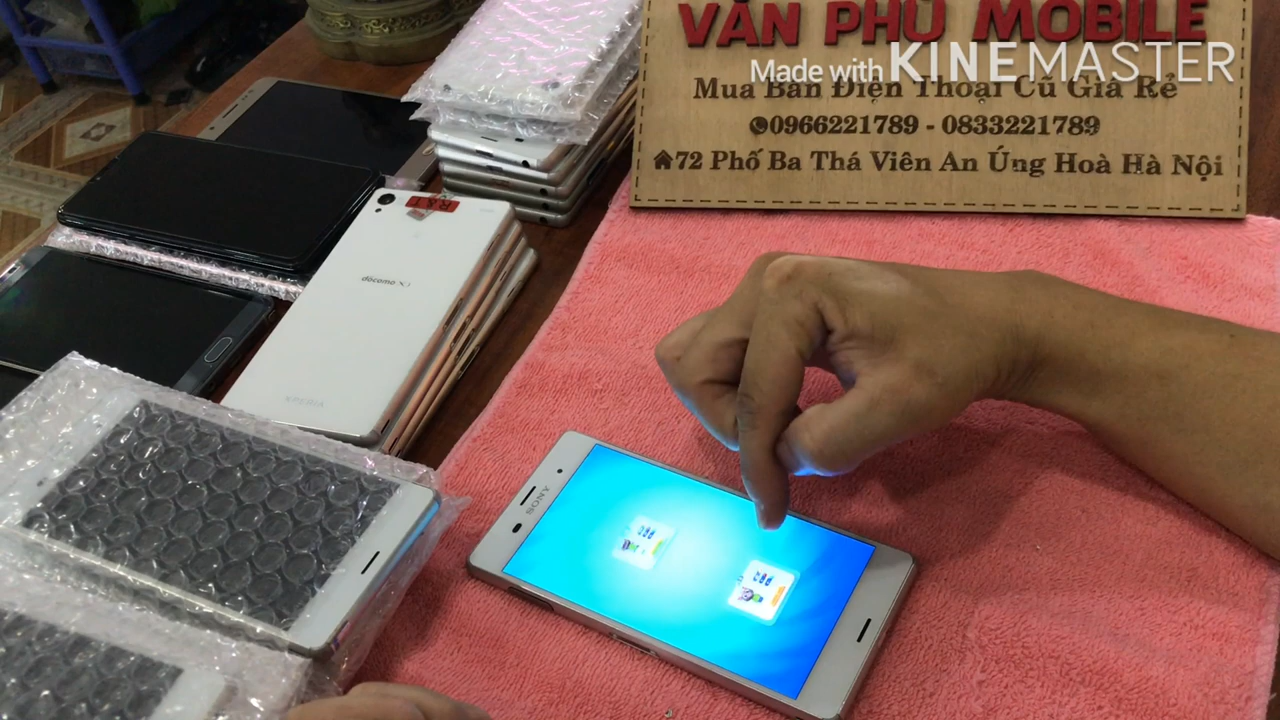 VĂN PHÚ MOBILE
Made with KINEMASTER
Mua Bán Điện Thoại Cũ Giá Rẻ
0966221789 - 0833221789
72 Phố Ba Thá Viên An Ứng Hoà Hà Nội
R&T
docomo Xi
XPERIA
SONY